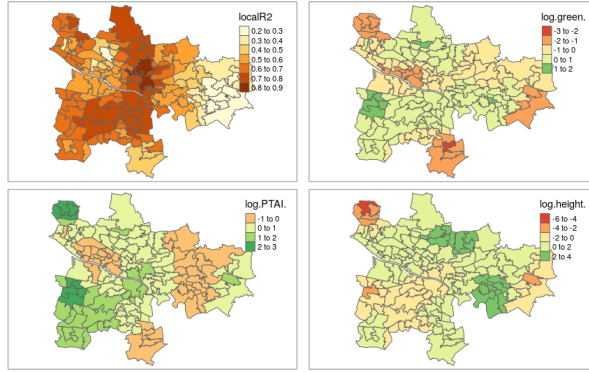 localR2
0.2 to 0.3
0.3 to 0.4
0.4 to 0.5
0.5 to 0.6
0.6 to 0.7
0.7 to 0.8
0.8 to 0.9
log.green.
-3 to -2
-2 to -1
-1 to 0
0 to 1
1 to 2
log.PTAI.
-1 to 0
0 to 1
1 to 2
2 to 3
log.height.
-6 to -4
-4 to -2
-2 to 0
0 to 2
2 to 4